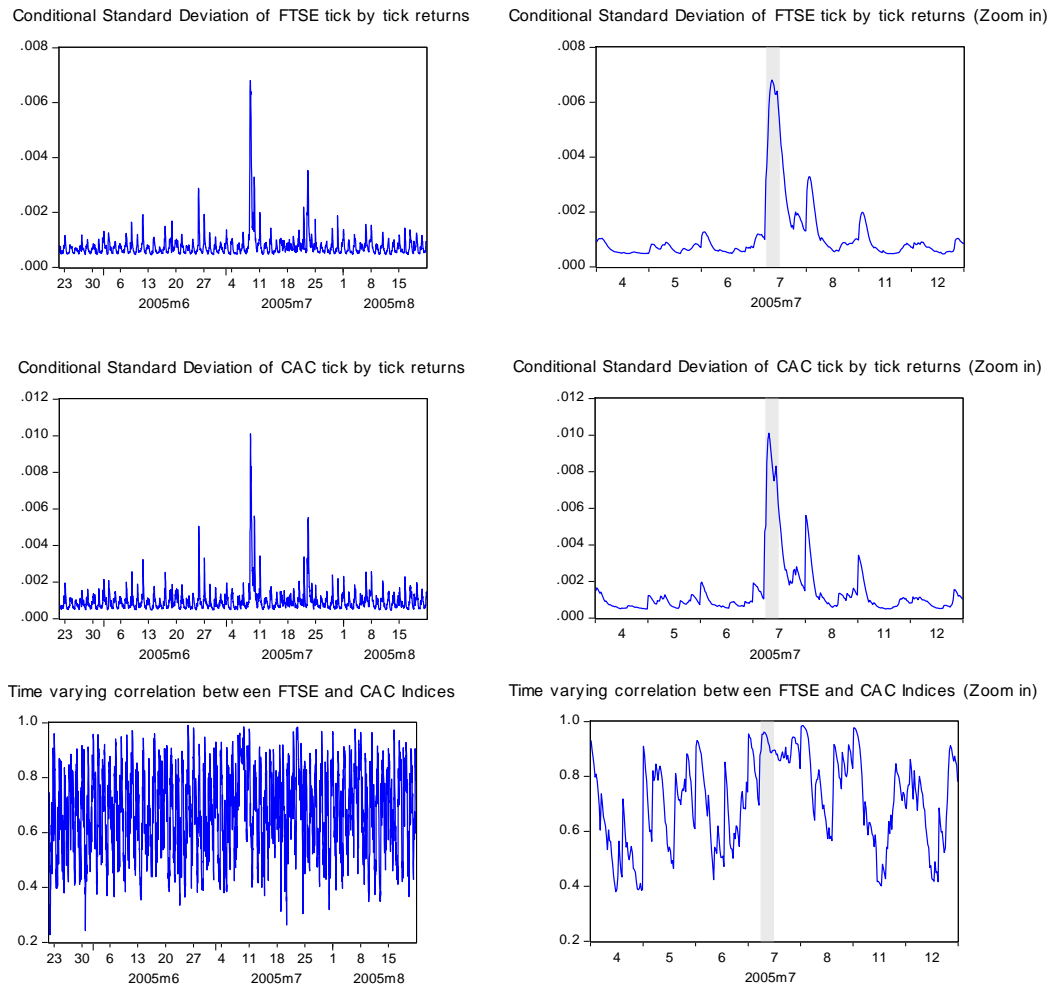 Conditional Standard Deviation of FTSE tick by tick returns
.008
.006
.004
.002
.000
23 30 6 13 20 27 4 11 18 25 1 8 15
2005m6 2005m7 2005m8
Conditional Standard Deviation of FTSE tick by tick returns (Zoom in)
.008
.006
.004
.002
.000
4 5 6 7 8 11 12
2005m7
Conditional Standard Deviation of CAC tick by tick returns
.012
.010
.008
.006
.004
.002
.000
23 30 6 13 20 27 4 11 18 25 1 8 15
2005m6 2005m7 2005m8
Conditional Standard Deviation of CAC tick by tick returns (Zoom in)
.012
.010
.008
.006
.004
.002
.000
4 5 6 7 8 11 12
2005m7
Time varying correlation between FTSE and CAC Indices
1.0
0.8
0.6
0.4
0.2
23 30 6 13 20 27 4 11 18 25 1 8 15
2005m6 2005m7 2005m8
Time varying correlation between FTSE and CAC Indices (Zoom in)
1.0
0.8
0.6
0.4
0.2
4 5 6 7 8 11 12
2005m7